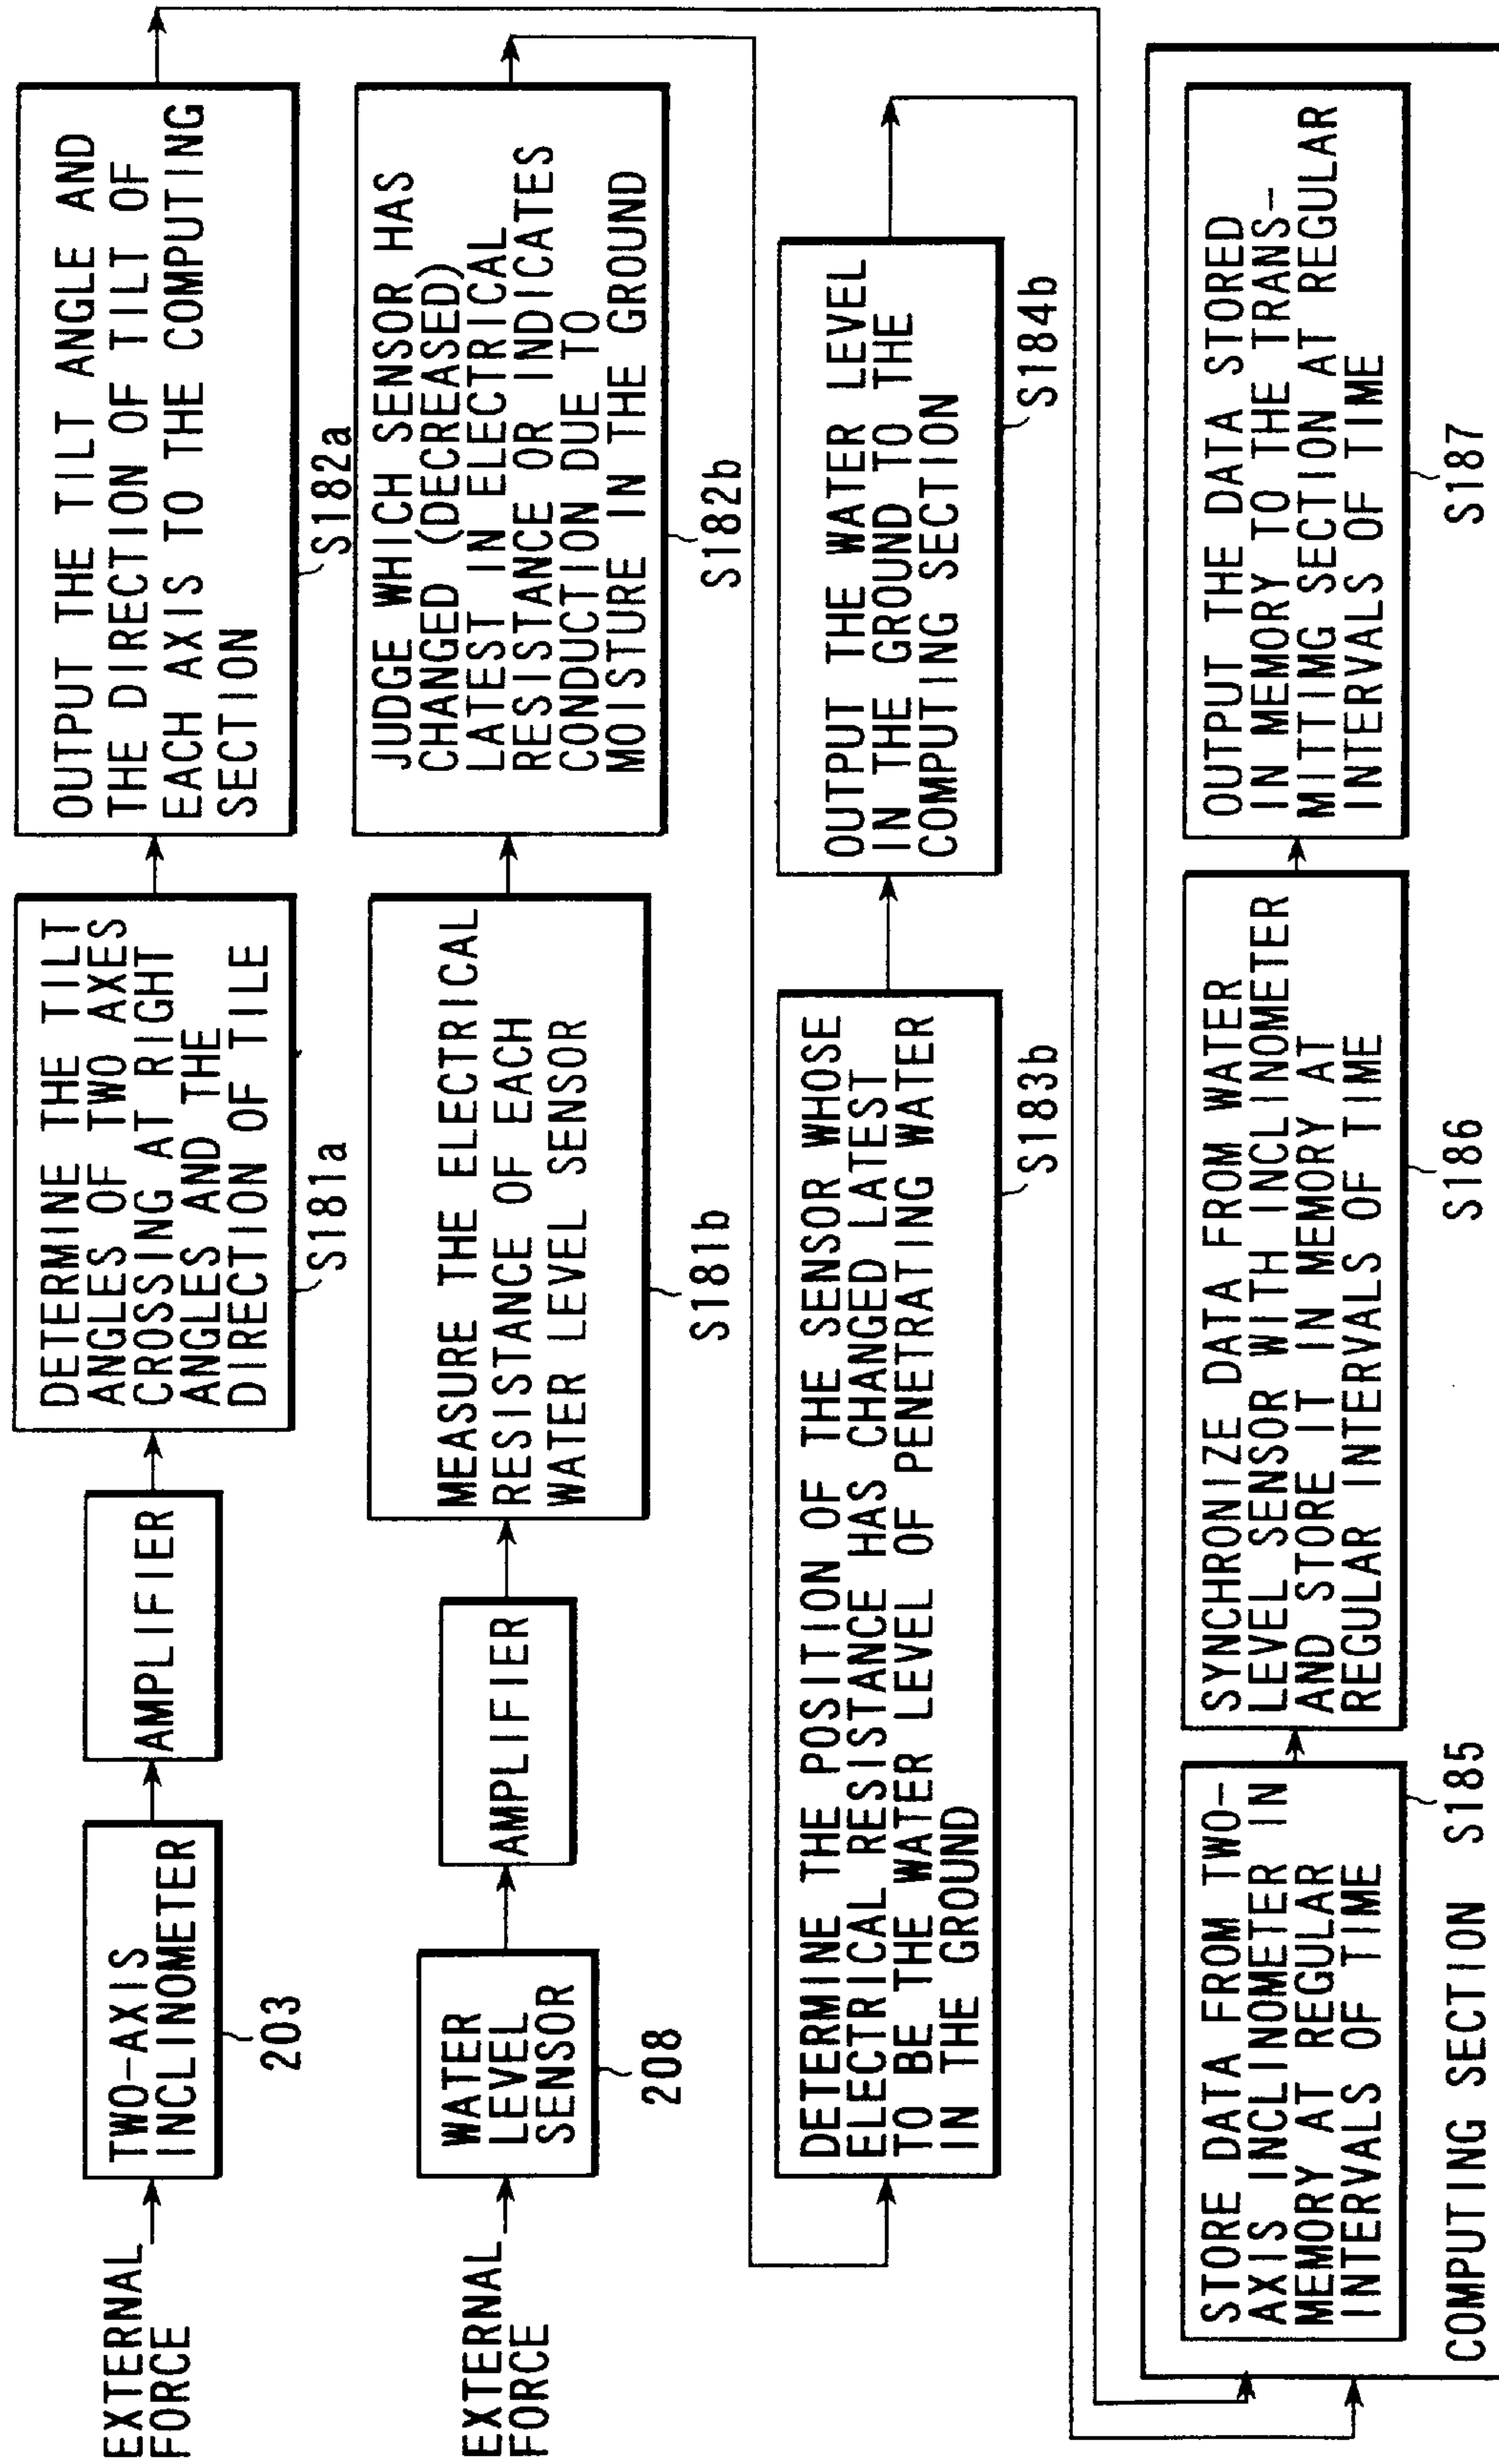 EXTERNAL
FORCE
TWO-AXIS
INCLINOMETER
203
AMPLIFIER
DETERMINE THE TILT
ANGLES OF TWO AXES
CROSSING AT RIGHT
ANGLES AND THE
DIRECTION OF TILE
S181a
OUTPUT THE TILT ANGLE AND
THE DIRECTION OF TILT OF
EACH AXIS TO THE COMPUTING
SECTION
S182a
EXTERNAL
FORCE
WATER
LEVEL
SENSOR
208
AMPLIFIER
MEASURE THE ELECTRICAL
RESISTANCE OF EACH
WATER LEVEL SENSOR
S181b
JUDGE WHICH SENSOR HAS
CHANGED (DECREASED)
LATEST IN ELECTRICAL
RESISTANCE OR INDICATES
CONDUCTION DUE TO
MOISTURE IN THE GROUND
S182b
DETERMINE THE POSITION OF THE SENSOR WHOSE
ELECTRICAL RESISTANCE HAS CHANGED LATEST
TO BE THE WATER LEVEL OF PENETRATING WATER
IN THE GROUND
S183b
OUTPUT THE WATER LEVEL
IN THE GROUND TO THE
COMPUTING SECTION
S184b
STORE DATA FROM TWO-
AXIS INCLINOMETER IN
MEMORY AT REGULAR
INTERVALS OF TIME
S185
SYNCHRONIZE DATA FROM WATER
LEVEL SENSOR WITH INCLINOMETER
AND STORE IT IN MEMORY AT
REGULAR INTERVALS OF TIME
S186
OUTPUT THE DATA STORED
IN MEMORY TO THE TRANS-
MITTIMG SECTION AT REGULAR
INTERVALS OF TIME
S187
COMPUTING SECTION